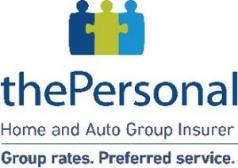 thePersonal
Home and Auto Group Insurer
Group rates. Preferred service.